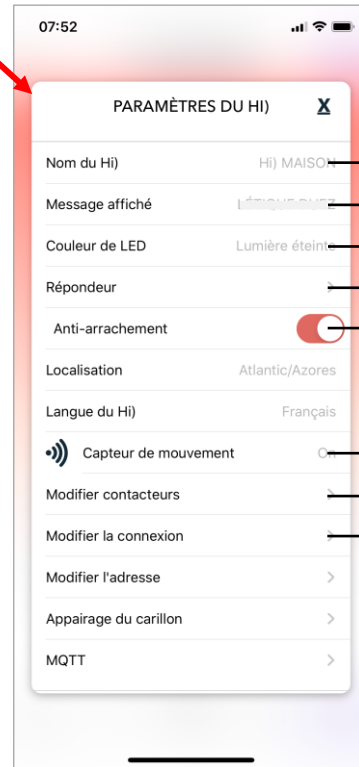 07:52
PARAMÈTRES DU HI) X
Nom du Hi) Hi) MAISON
Message affiché
Couleur de LED Lumière éteinte
Répondeur
Anti-arrachement
Localisation Atlantic/Azores
Langue du Hi) Français
Capteur de mouvement On
Modifier contacteurs
Modifier la connexion
Modifier l'adresse
Appairage du carillon
MQTT